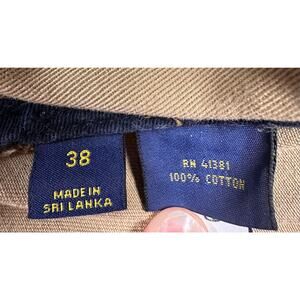 38
MADE IN
SRI LANKA
RN 41381
100% COTTON